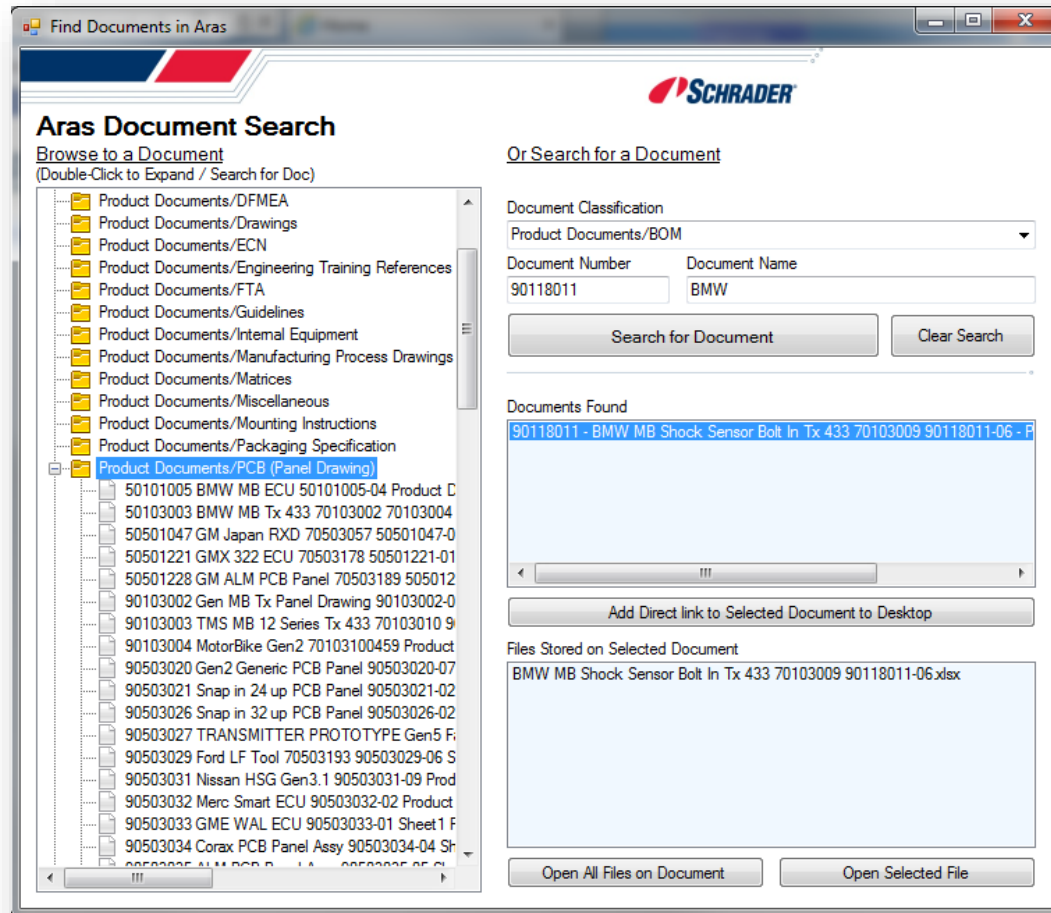 Find Documents in Aras
SCHRADER
Aras Document Search
Browse to a Document
(Double-Click to Expand / Search for Doc)
Product Documents/DFMEA
Product Documents/Drawings
Product Documents/ECN
Product Documents/Engineering Training References
Product Documents/FTA
Product Documents/Guidelines
Product Documents/Internal Equipment
Product Documents/Manufacturing Process Drawings
Product Documents/Matrices
Product Documents/Miscellaneous
Product Documents/Mounting Instructions
Product Documents/Packaging Specification
Product Documents/PCB (Panel Drawing)
50101005 BMW MB ECU 50101005-04 Product D
50103003 BMW MB Tx 433 70103002 70103004
50501047 GM Japan RXD 70503057 50501047-0
50501221 GMX 322 ECU 70503178 50501221-01
50501228 GM ALM PCB Panel 70503189 505012
90103002 Gen MB Tx Panel Drawing 90103002-0
90103003 TMS MB 12 Series Tx 433 70103010 9
90103004 MotorBike Gen2 70103100459 Product
90503020 Gen2 Generic PCB Panel 90503020-07
90503021 Snap in 24 up PCB Panel 90503021-02
90503026 Snap in 32 up PCB Panel 90503026-02
90503027 TRANSMITTER PROTOTYPE Gen5 Fa
90503029 Ford LF Tool 70503193 90503029-06 S
90503031 Nissan HSG Gen3.1 90503031-09 Prod
90503032 Merc Smart ECU 90503032-02 Product
90503033 GME WAL ECU 90503033-01 Sheet1 P
90503034 Corax PCB Panel Assy 90503034-04 Sh
Or Search for a Document
Document Classification
Product Documents/BOM
Document Number Document Name
90118011 BMW
Search for Document Clear Search
Documents Found
90118011 - BMW MB Shock Sensor Bolt In Tx 433 70103009 90118011-06 - P
Add Direct link to Selected Document to Desktop
Files Stored on Selected Document
BMW MB Shock Sensor Bolt In Tx 433 70103009 90118011-06.xlsx
Open All Files on Document Open Selected File